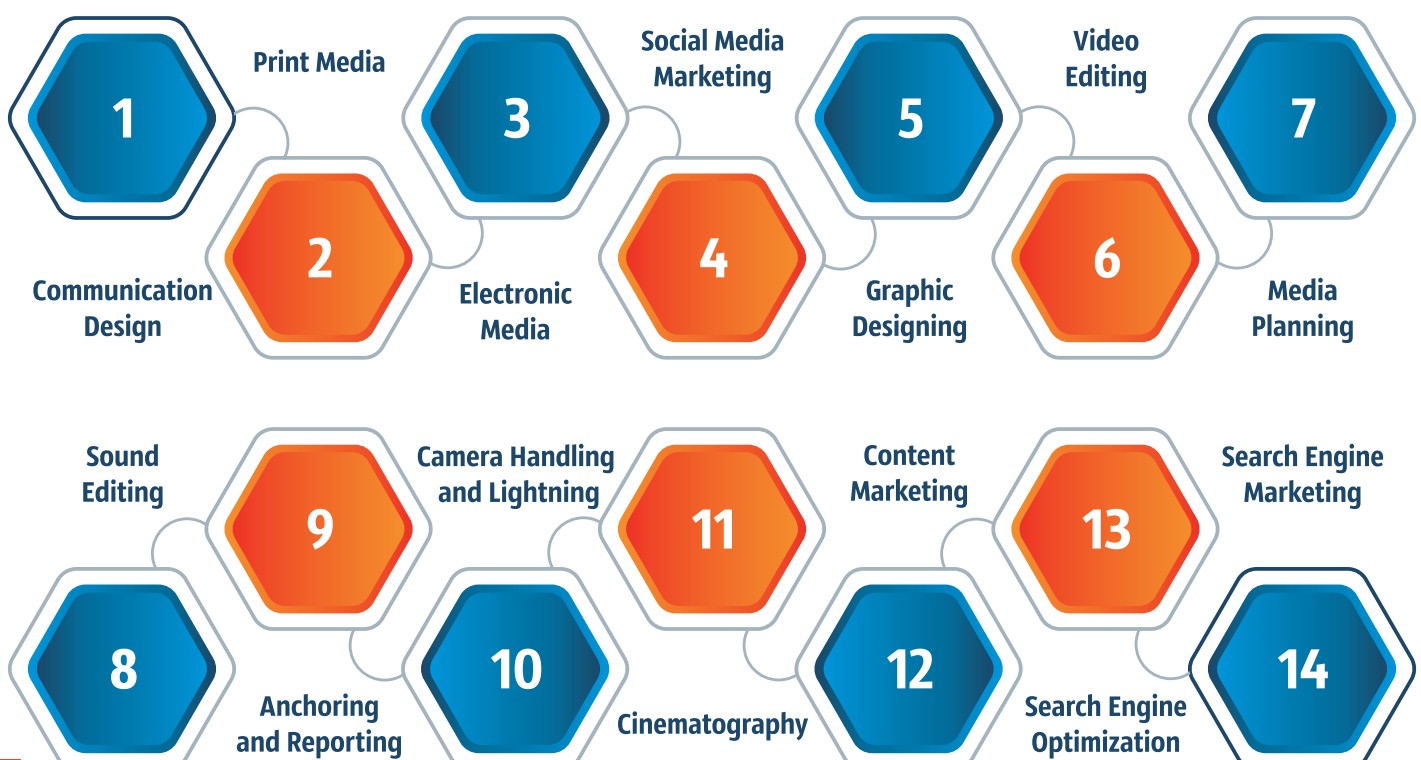 1
Communication
Design
Print Media
2
3
Electronic
Media
Social Media
Marketing
4
5
Graphic
Designing
Video
Editing
6
7
Media
Planning
Sound
Editing
8
9
Anchoring
and Reporting
Camera Handling
and Lightning
10
11
Cinematography
Content
Marketing
12
13
Search Engine
Optimization
Search Engine
Marketing
14